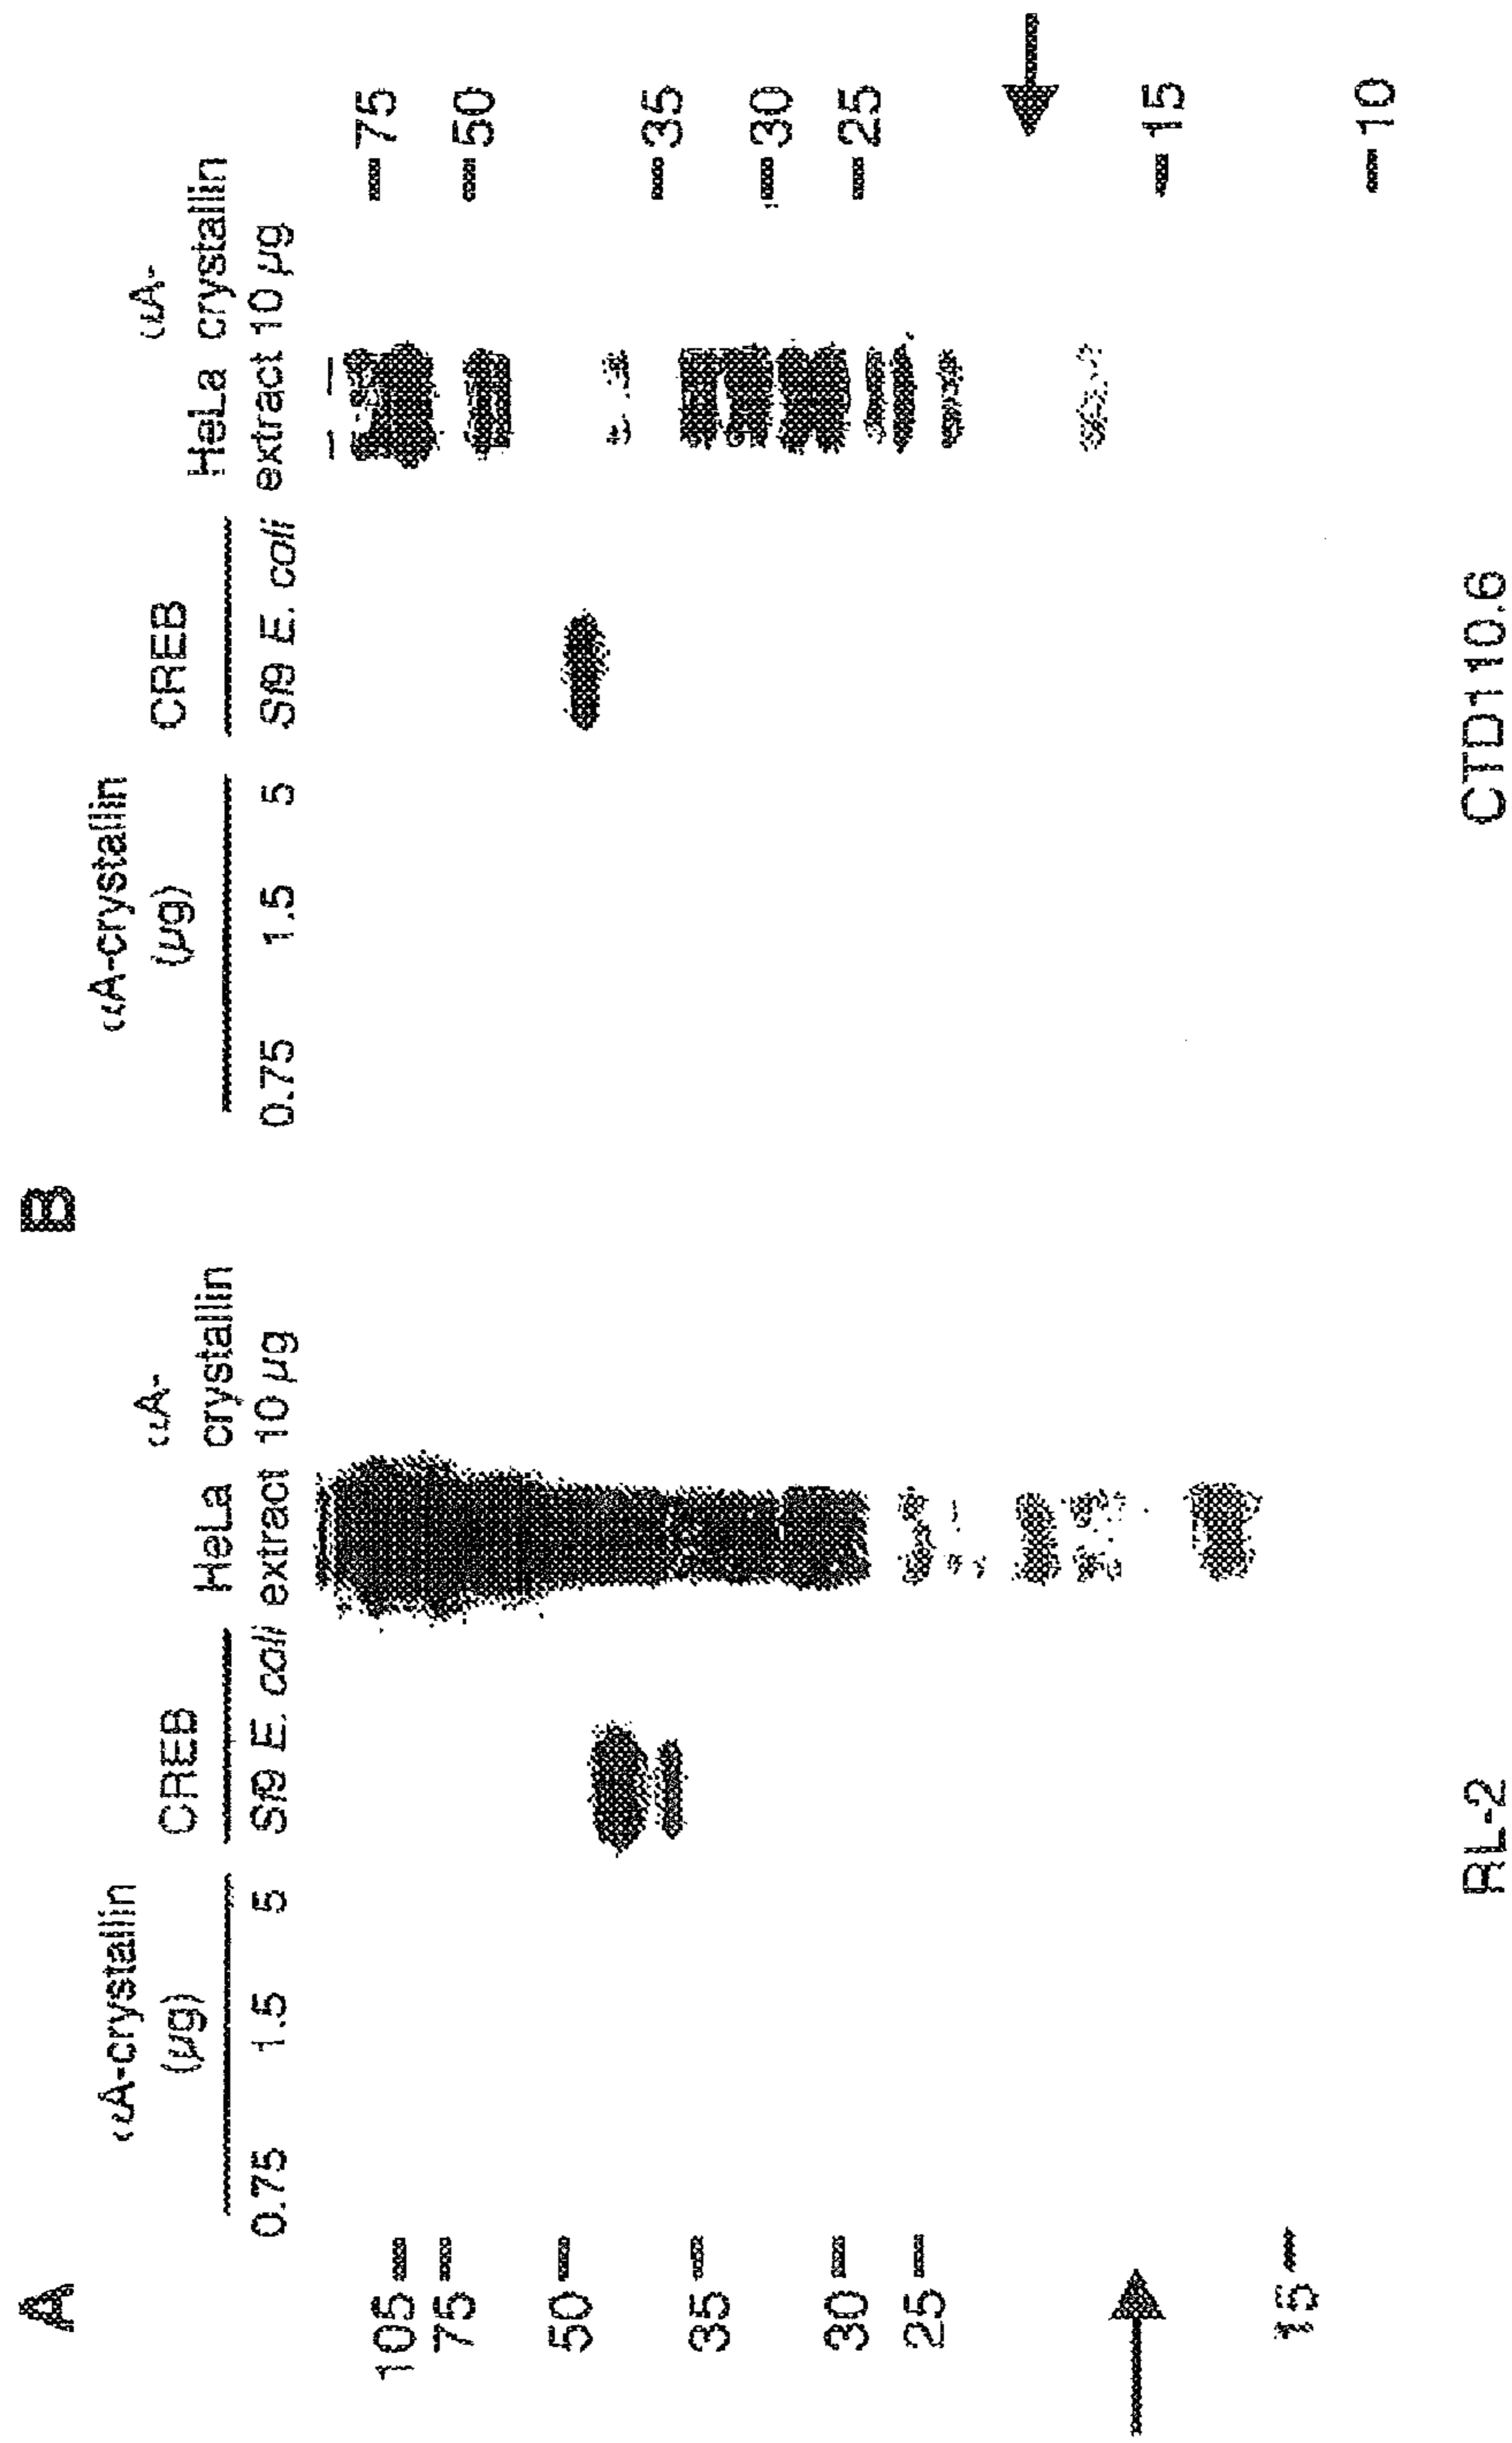 A
αA-
αA-crystallin
CREB
HeLa crystallin
(μg)
0.75 1.5 5 Sf9 E. coli extract 10 μg
105
75
50
35
30
25
15
RL-2
B
αA-
αA-crystallin
CREB
HeLa crystallin
(μg)
0.75 1.5 5 Sf9 E. coli extract 10 μg
75
50
35
30
25
15
10
CTD110.6